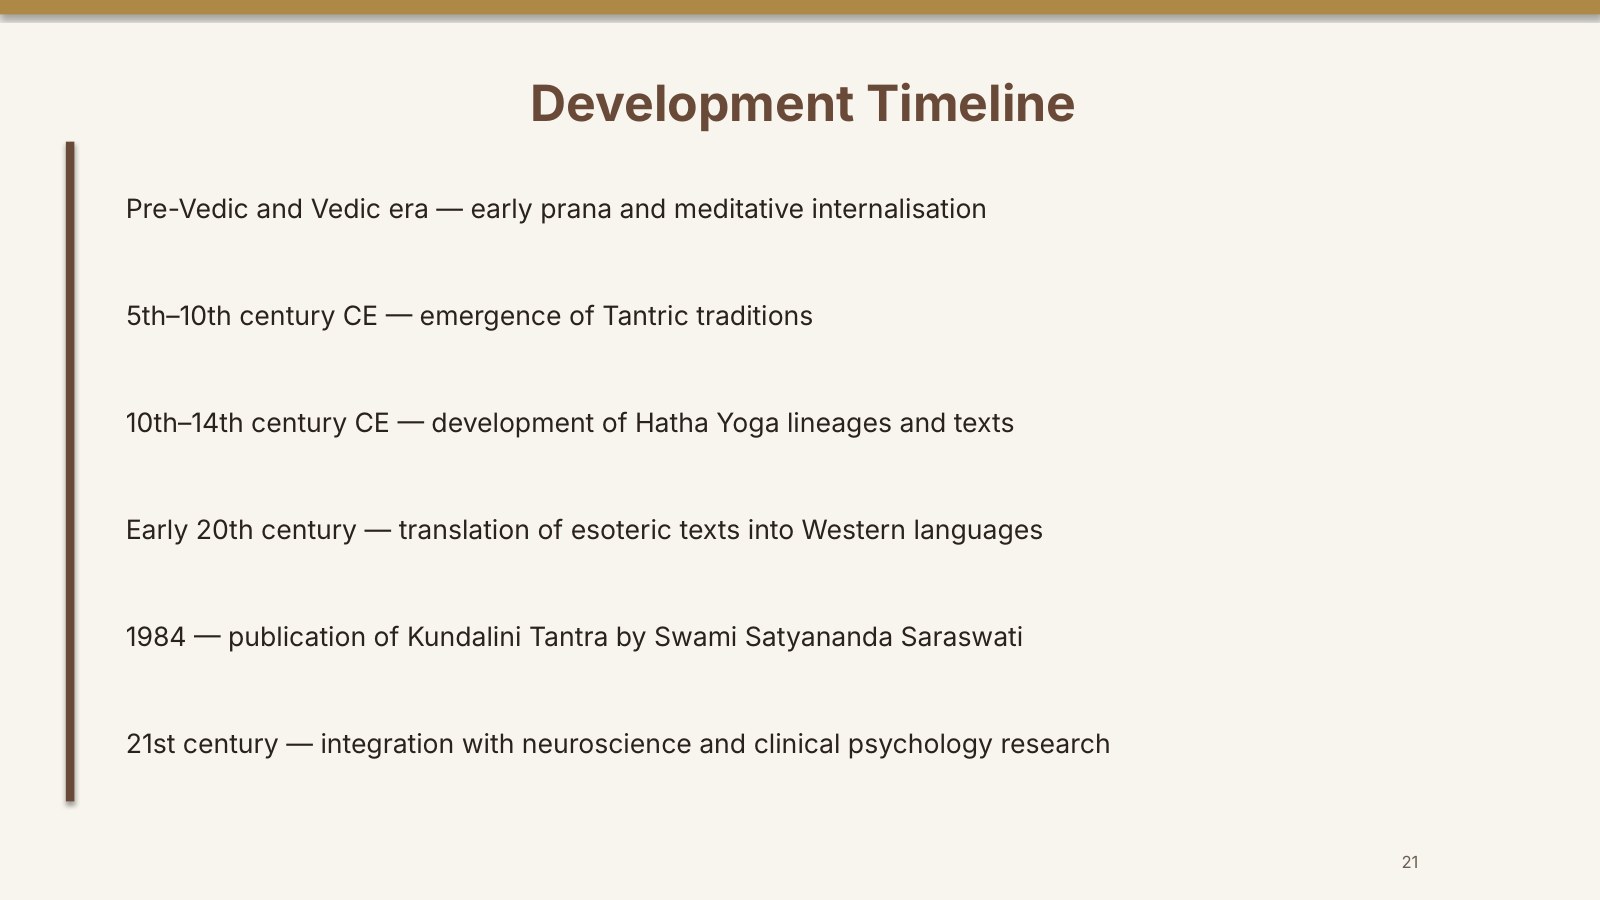 Development Timeline
Pre-Vedic and Vedic era — early prana and meditative internalisation
5th–10th century CE — emergence of Tantric traditions
10th–14th century CE — development of Hatha Yoga lineages and texts
Early 20th century — translation of esoteric texts into Western languages
1984 — publication of Kundalini Tantra by Swami Satyananda Saraswati
21st century — integration with neuroscience and clinical psychology research
21